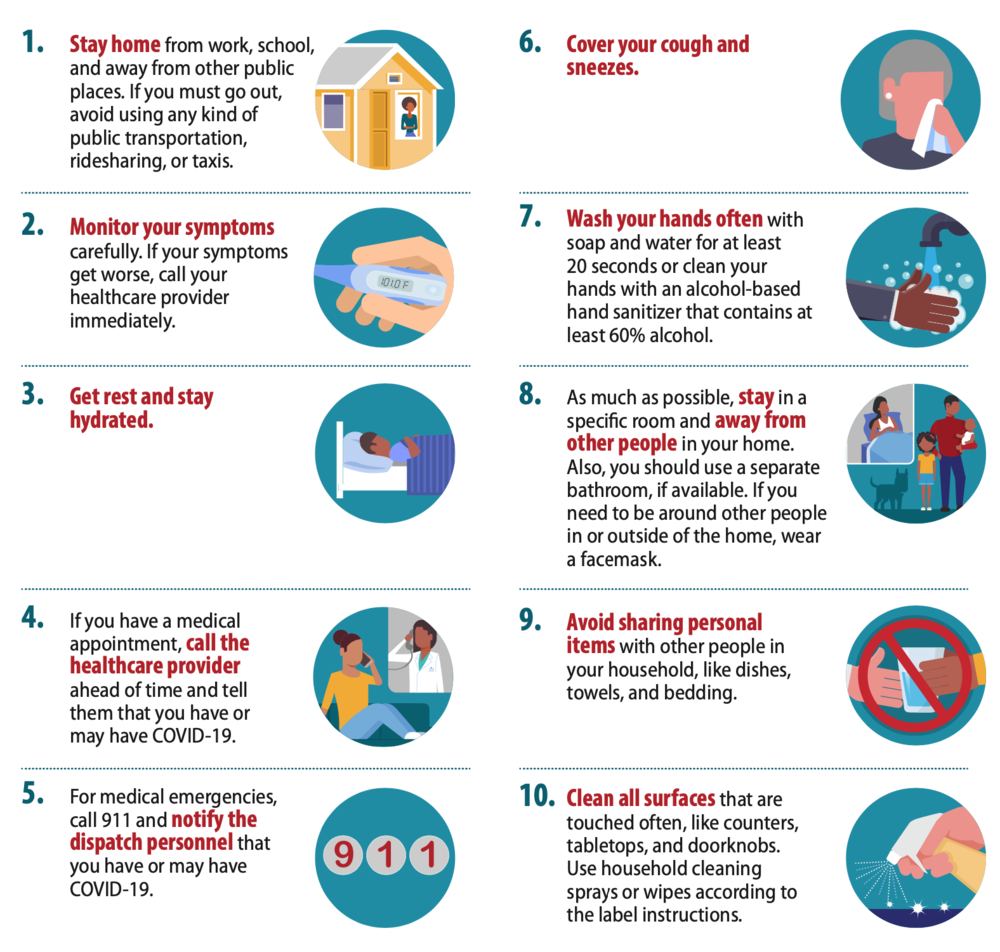 1. Stay home from work, school,
and away from other public
places. If you must go out,
avoid using any kind of
public transportation,
ridesharing, or taxis.
2. Monitor your symptoms
carefully. If your symptoms
get worse, call your
healthcare provider
immediately.
101.0°F
3. Get rest and stay
hydrated.
4. If you have a medical
appointment, call the
healthcare provider
ahead of time and tell
them that you have or
may have COVID-19.
5. For medical emergencies,
call 911 and notify the
dispatch personnel that
you have or may have
COVID-19.
9 1 1
6. Cover your cough and
sneezes.
7. Wash your hands often with
soap and water for at least
20 seconds or clean your
hands with an alcohol-based
hand sanitizer that contains at
least 60% alcohol.
8. As much as possible, stay in a
specific room and away from
other people in your home.
Also, you should use a separate
bathroom, if available. If you
need to be around other people
in or outside of the home, wear
a facemask.
9. Avoid sharing personal
items with other people in
your household, like dishes,
towels, and bedding.
10. Clean all surfaces that are
touched often, like counters,
tabletops, and doorknobs.
Use household cleaning
sprays or wipes according to
the label instructions.